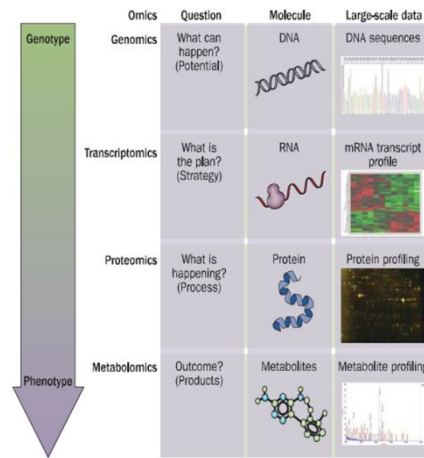 Omics Question Molecule Large-scale data
Genotype
Genomics What can DNA DNA sequences
happen?
(Potential)
Transcriptomics What is RNA mRNA transcript
the plan? profile
(Strategy)
Proteomics What is Protein Protein profiling
happening?
(Process)
Metabolomics Outcome? Metabolites Metabolite profiling
(Products)
Phenotype